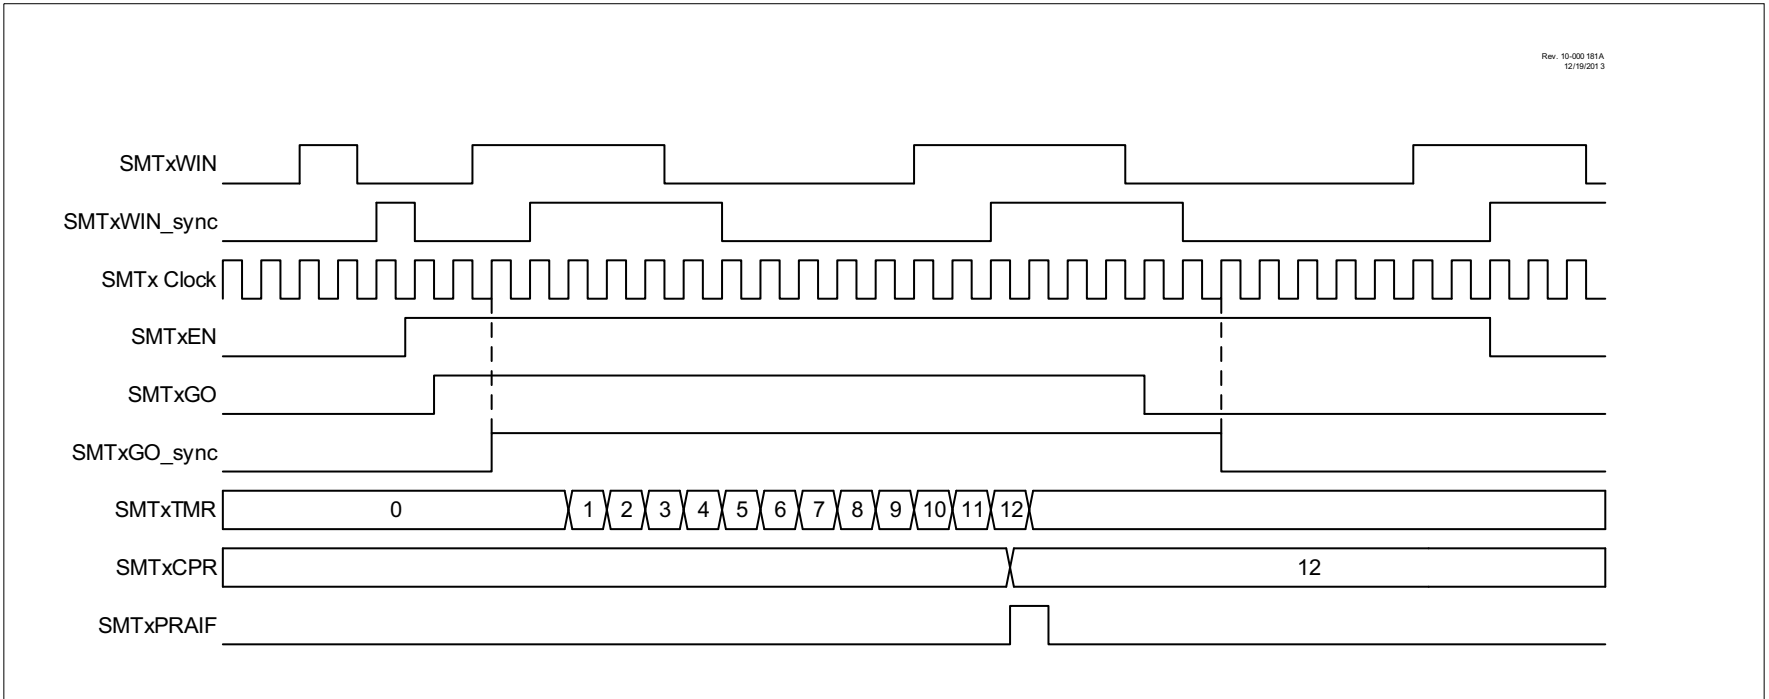 Rev. 10-000 181A
12/19/201 3
SMTxWIN
SMTxWIN_sync
SMTx Clock
SMTxEN
SMTxGO
SMTxGO_sync
SMTxTMR 0 1 2 3 4 5 6 7 8 9 10 11 12
SMTxCPR 12
SMTxPRAIF